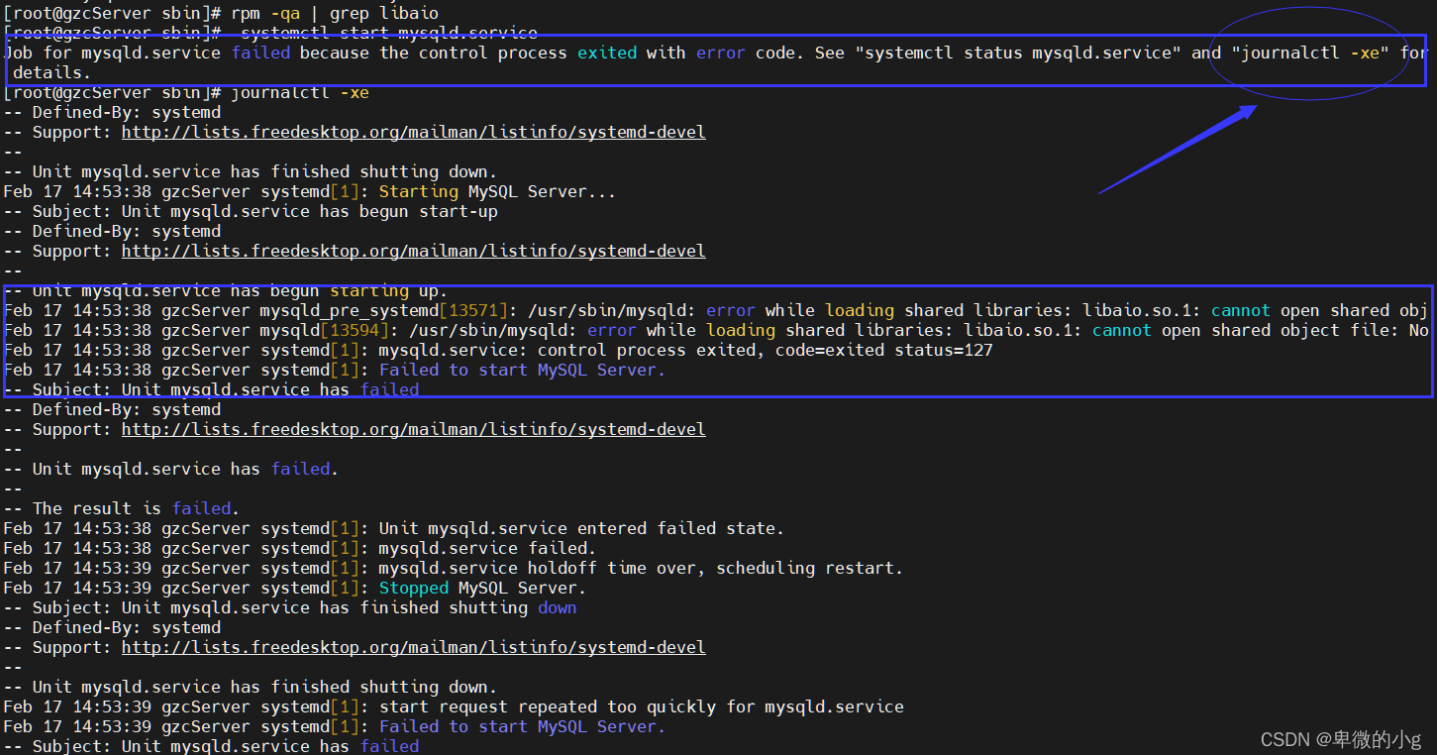 [root@gzcServer sbin]# rpm -qa | grep libaio
[root@gzcServer sbin]#  systemctl start mysqld.service
Job for mysqld.service failed because the control process exited with error code. See "systemctl status mysqld.service" and "journalctl -xe" for
 details.
[root@gzcServer sbin]# journalctl -xe
-- Defined-By: systemd
-- Support: http://lists.freedesktop.org/mailman/listinfo/systemd-devel
--
-- Unit mysqld.service has finished shutting down.
Feb 17 14:53:38 gzcServer systemd[1]: Starting MySQL Server...
-- Subject: Unit mysqld.service has begun start-up
-- Defined-By: systemd
-- Support: http://lists.freedesktop.org/mailman/listinfo/systemd-devel
--
-- Unit mysqld.service has begun starting up.
Feb 17 14:53:38 gzcServer mysqld_pre_systemd[13571]: /usr/sbin/mysqld: error while loading shared libraries: libaio.so.1: cannot open shared obj
Feb 17 14:53:38 gzcServer mysqld[13594]: /usr/sbin/mysqld: error while loading shared libraries: libaio.so.1: cannot open shared object file: No
Feb 17 14:53:38 gzcServer systemd[1]: mysqld.service: control process exited, code=exited status=127
Feb 17 14:53:38 gzcServer systemd[1]: Failed to start MySQL Server.
-- Subject: Unit mysqld.service has failed
-- Defined-By: systemd
-- Support: http://lists.freedesktop.org/mailman/listinfo/systemd-devel
--
-- Unit mysqld.service has failed.
--
-- The result is failed.
Feb 17 14:53:38 gzcServer systemd[1]: Unit mysqld.service entered failed state.
Feb 17 14:53:38 gzcServer systemd[1]: mysqld.service failed.
Feb 17 14:53:39 gzcServer systemd[1]: mysqld.service holdoff time over, scheduling restart.
Feb 17 14:53:39 gzcServer systemd[1]: Stopped MySQL Server.
-- Subject: Unit mysqld.service has finished shutting down
-- Defined-By: systemd
-- Support: http://lists.freedesktop.org/mailman/listinfo/systemd-devel
--
-- Unit mysqld.service has finished shutting down.
Feb 17 14:53:39 gzcServer systemd[1]: start request repeated too quickly for mysqld.service
Feb 17 14:53:39 gzcServer systemd[1]: Failed to start MySQL Server.
-- Subject: Unit mysqld.service has failed
CSDN @卑微的小g